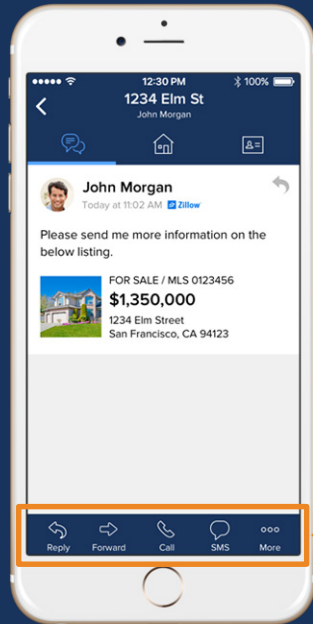 12:30 PM
100%
1234 Elm St
John Morgan
John Morgan
Today at 11:02 AM Zillow
Please send me more information on the
below listing.
FOR SALE / MLS 0123456
$1,350,000
1234 Elm Street
San Francisco, CA 94123
Reply Forward Call SMS More